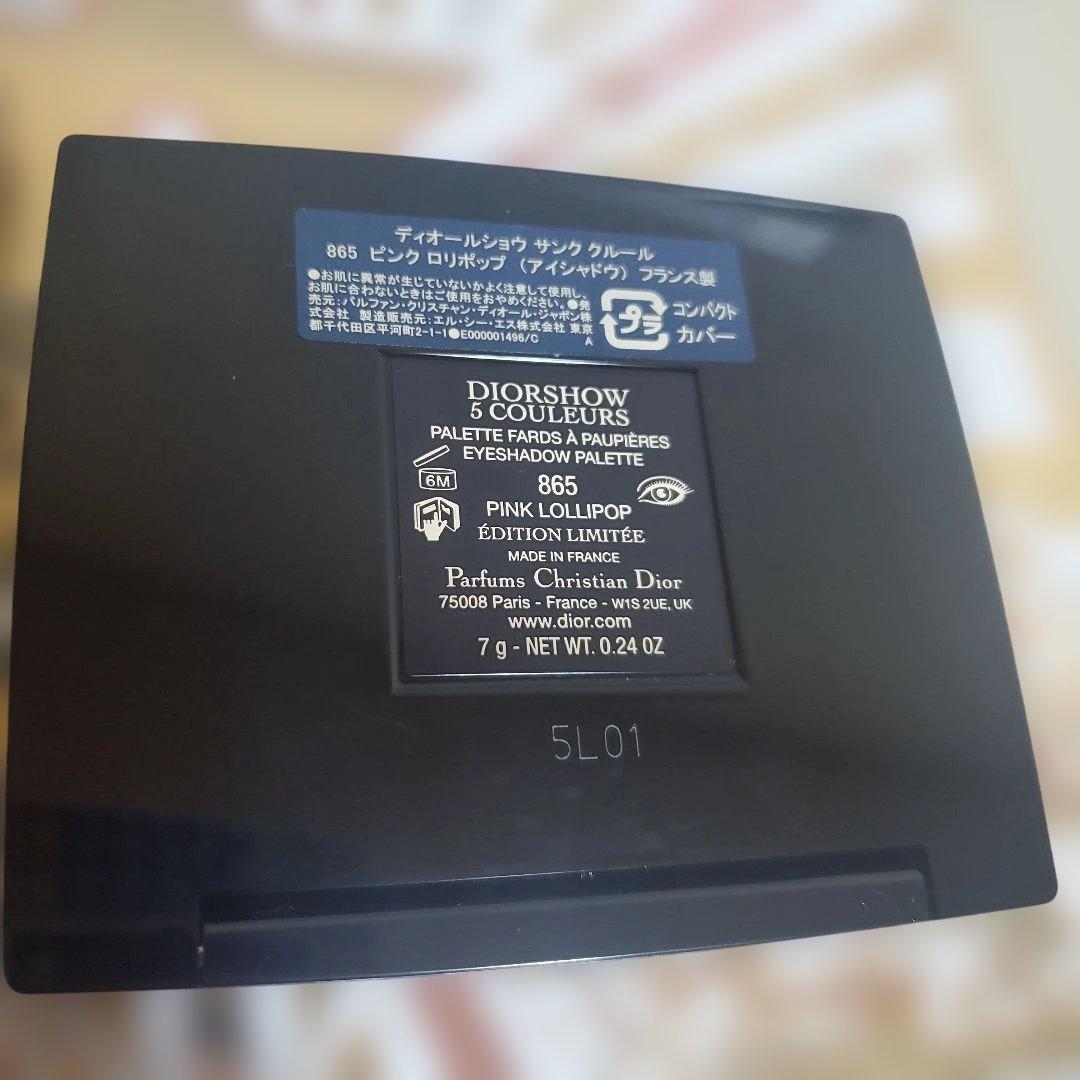 ディオールショウ サンク クルール
865 ピンク ロリポップ (アイシャドウ) フランス製
●お肌に異常が生じていないかよく注意して使用し、
お肌に合わないときはご使用をおやめください。●発
売元:パルファン・クリスチャン・ディオール・ジャポン株
式会社 製造販売元:エル・シー・エス株式会社 東京
都千代田区平河町2-1-1●E000001496/C
A
プラ
コンパクト
カバー
DIORSHOW
5 COULEURS
PALETTE FARDS À PAUPIÈRES
EYESHADOW PALETTE
6M
865
PINK LOLLIPOP
ÉDITION LIMITÉE
MADE IN FRANCE
Parfums Christian Dior
75008 Paris - France - W1S 2UE, UK
www.dior.com
7 g - NET WT. 0.24 OZ
5L01